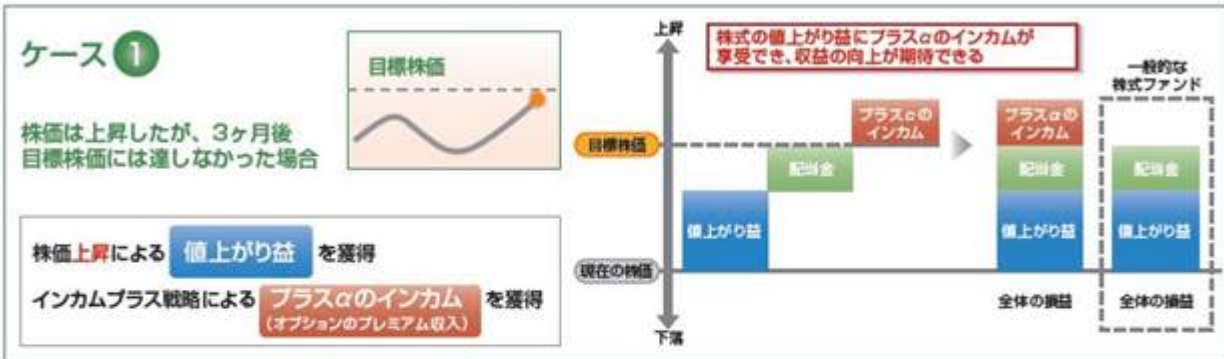 ケース 1
株価は上昇したが、3ヶ月後
目標株価には達しなかった場合
目標株価
株価上昇による 値上がり益 を獲得
インカムプラス戦略による プラスαのインカム を獲得
(オプションのプレミアム収入)
上昇
株式の値上がり益にプラスαのインカムが
享受でき、収益の向上が期待できる
一般的な
株式ファンド
目標株価
現在の株価
下落
値上がり益
配当金
プラスαの
インカム
プラスαの
インカム
配当金
値上がり益
全体の損益
配当金
値上がり益
全体の損益